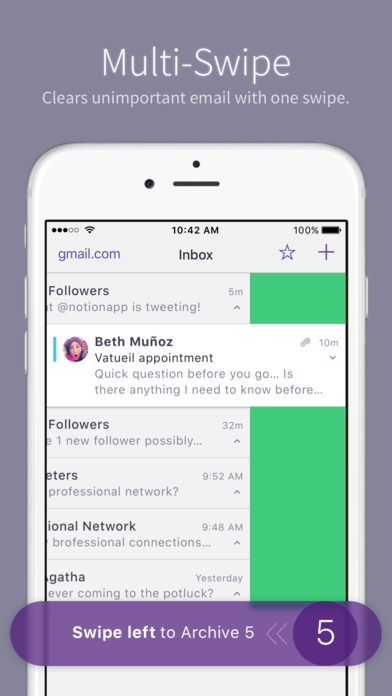 Multi-Swipe
Clears unimportant email with one swipe.
10:42 AM
100%
gmail.com
Inbox
Followers 5m
at @notionapp is tweeting!
Beth Muñoz 10m
Vatueil appointment
Quick question before you go... Is
there anything I need to know before...
Followers 32m
e 1 new follower possibly...
eters 9:52 AM
professional network?
ional Network 9:48 AM
brofessional connections...
Agatha Yesterday
ever coming to the potluck?
Swipe left to Archive 5
5